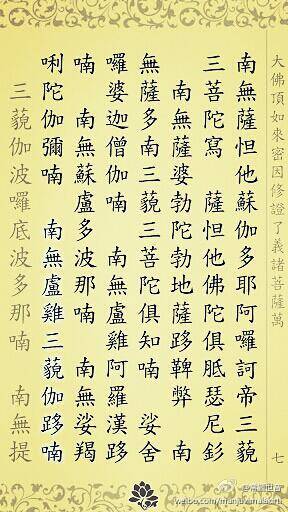 大佛頂如來密因修證了義諸菩薩萬 七
南無薩怛他蘇伽多耶阿囉訶帝三藐
三菩陀寫 薩怛他佛陀俱胝瑟尼釤
南無薩婆勃陀勃地薩跢鞞弊 南
無薩多南三藐三菩陀俱知喃 娑舍
囉婆迦僧伽喃 南無盧雞阿羅漢跢
喃 南無蘇盧多波那喃 南無娑羯
唎陀伽彌喃 南無盧雞三藐伽跢喃
三藐伽波囉底波多那喃 南無提